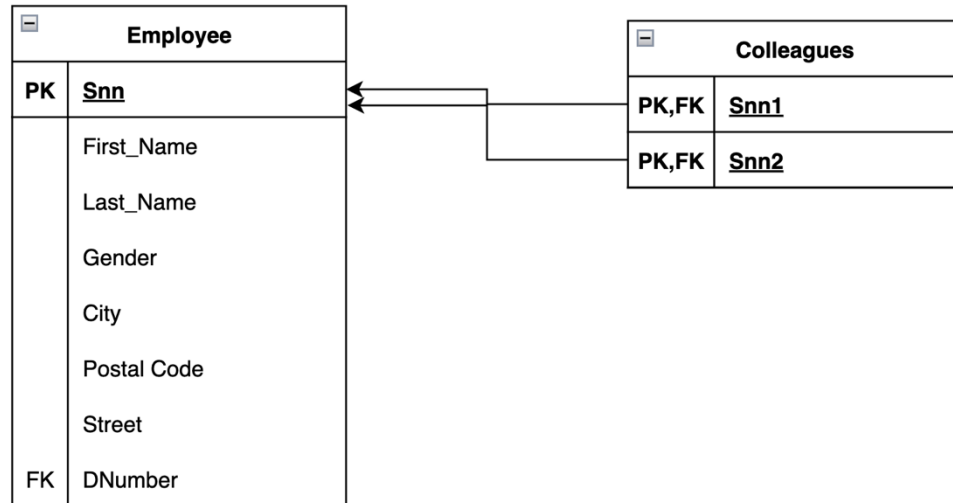 Employee
PK Snn
First_Name
Last_Name
Gender
City
Postal Code
Street
FK DNumber
Colleagues
PK,FK Snn1
PK,FK Snn2